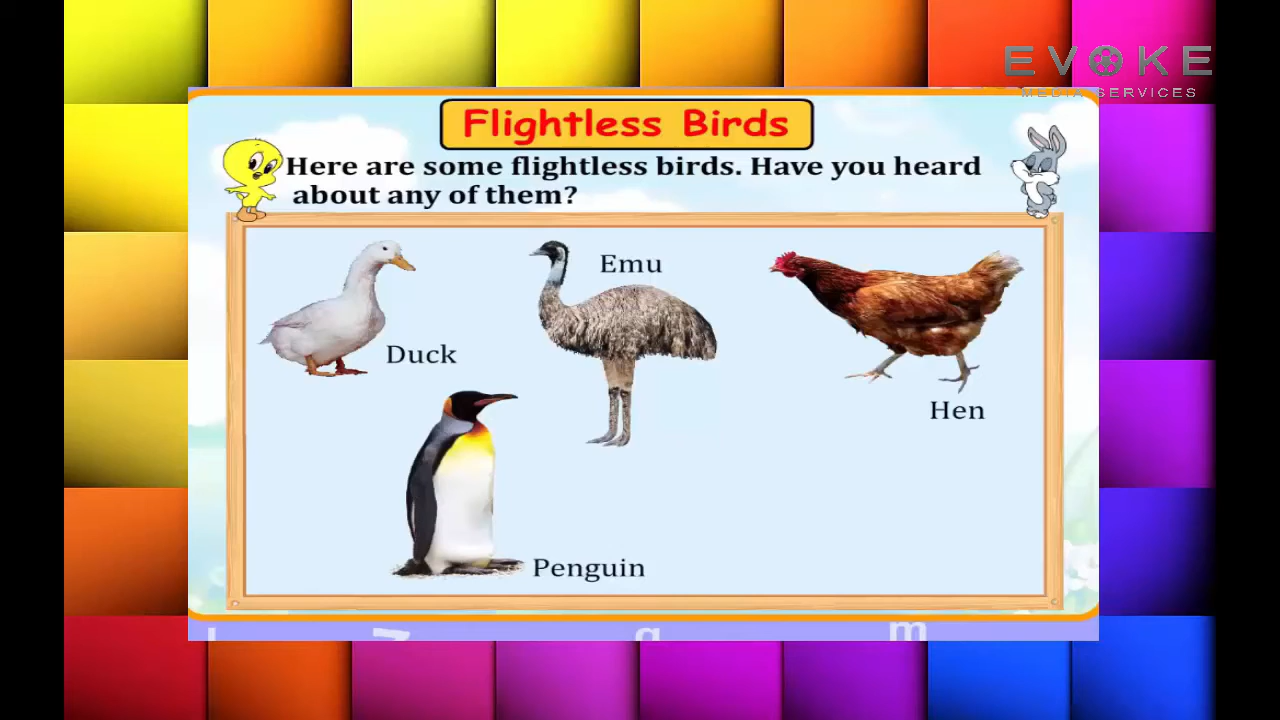 EVOKE
MEDIA SERVICES
Flightless Birds
Here are some flightless birds. Have you heard
about any of them?
Emu
Duck
Hen
Penguin
m